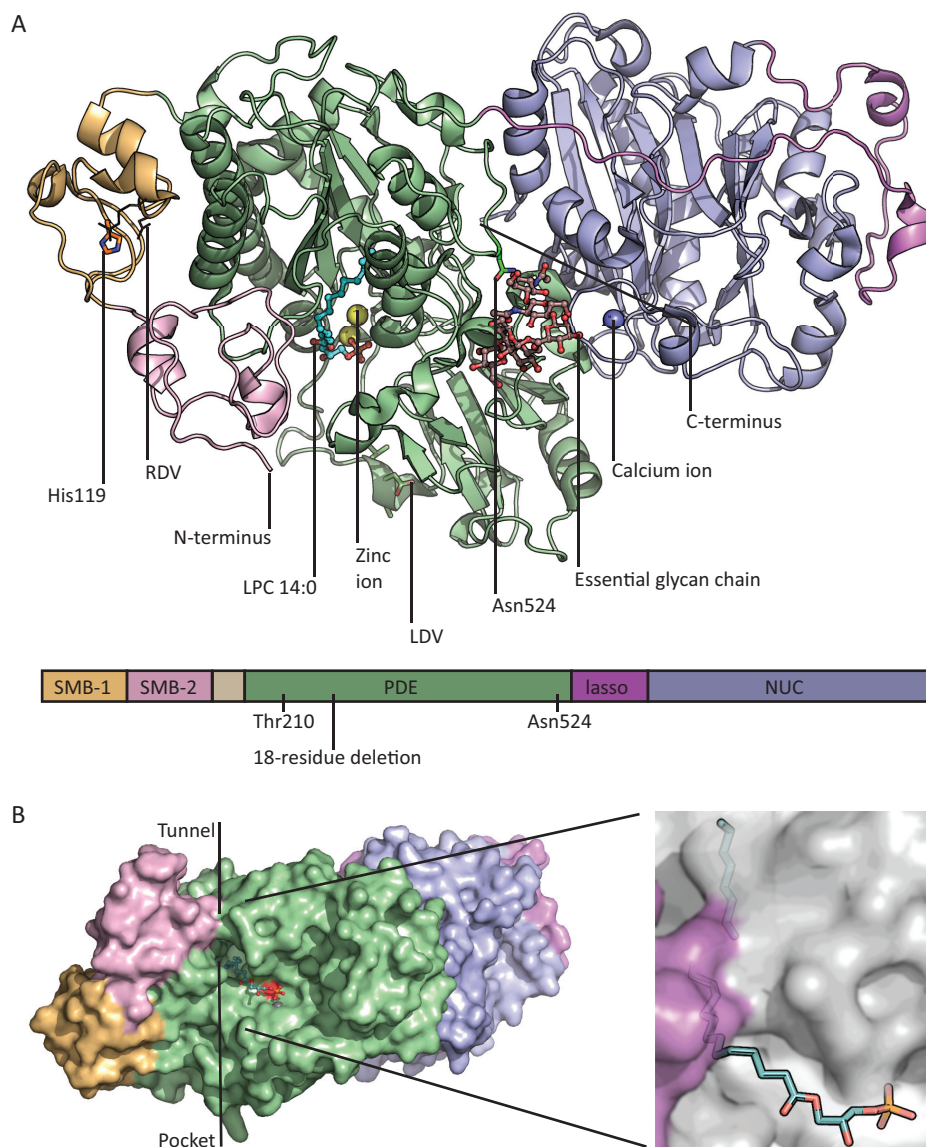 A
His119
RDV
N-terminus
LPC 14:0
Zinc
ion
LDV
Asn524
Essential glycan chain
Calcium ion
C-terminus
SMB-1
SMB-2
PDE
lasso
NUC
Thr210
18-residue deletion
Asn524
B
Tunnel
Pocket